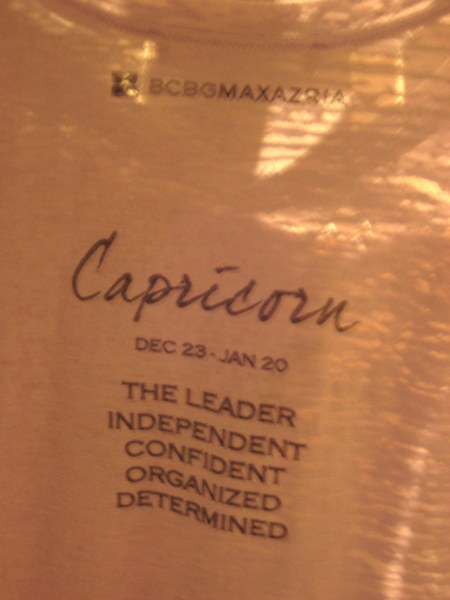 BCBGMAXAZRIA
Capricorn
DEC 23 - JAN 20
THE LEADER
INDEPENDENT
CONFIDENT
ORGANIZED
DETERMINED